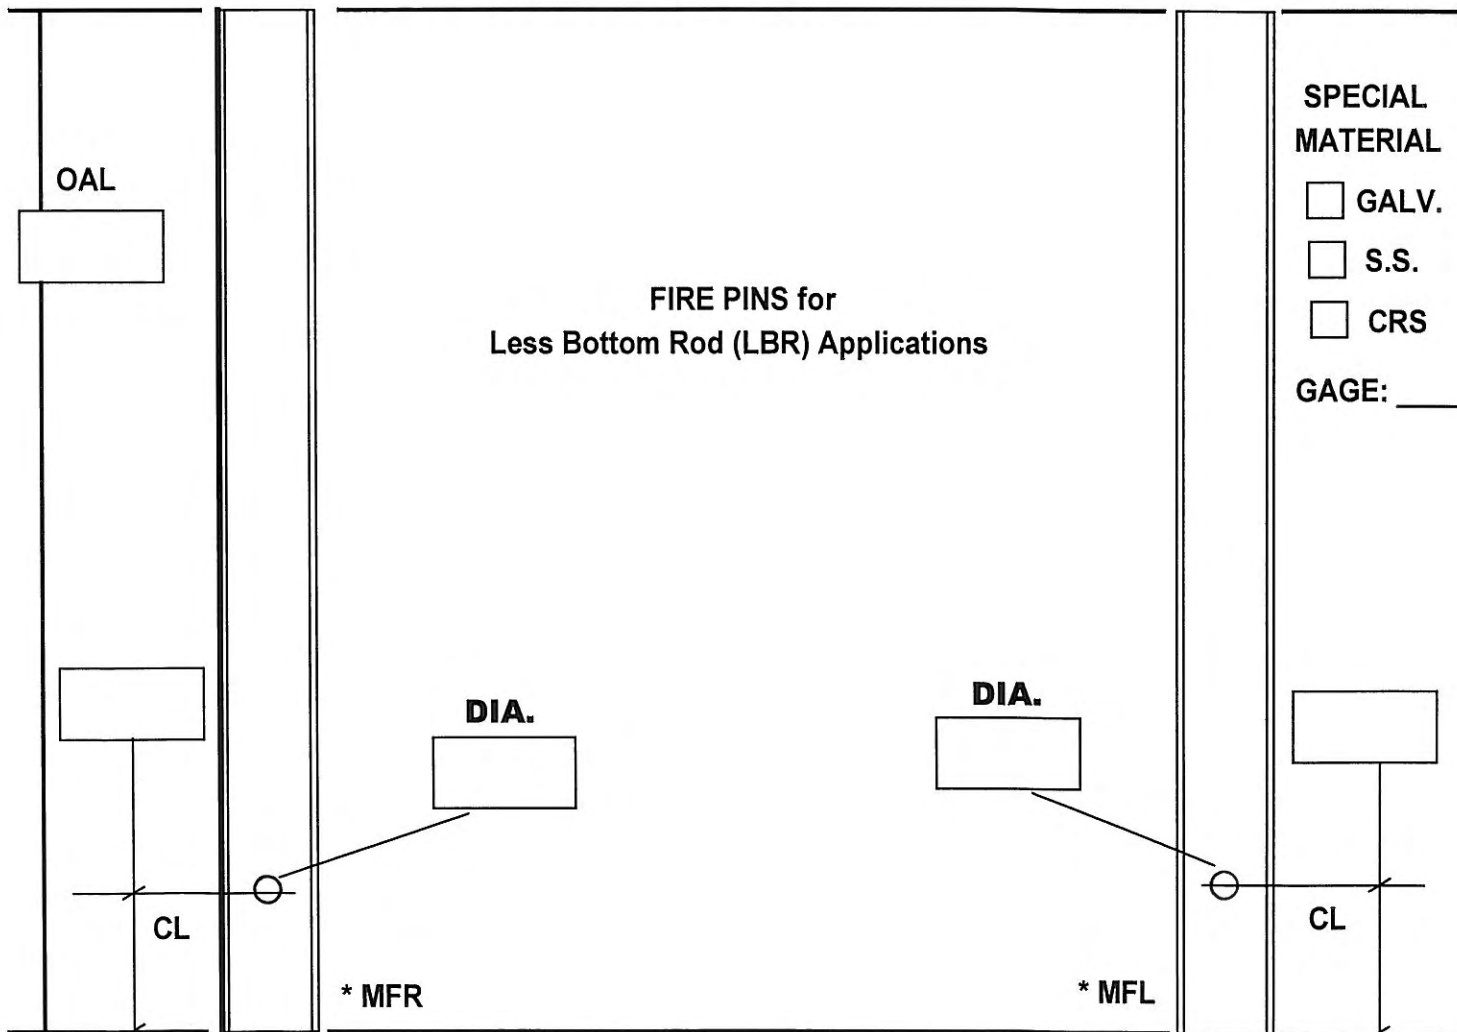 OAL
FIRE PINS for
Less Bottom Rod (LBR) Applications
SPECIAL
MATERIAL
GALV.
S.S.
CRS
GAGE: ____
DIA.
DIA.
CL
CL
* MFR
* MFL